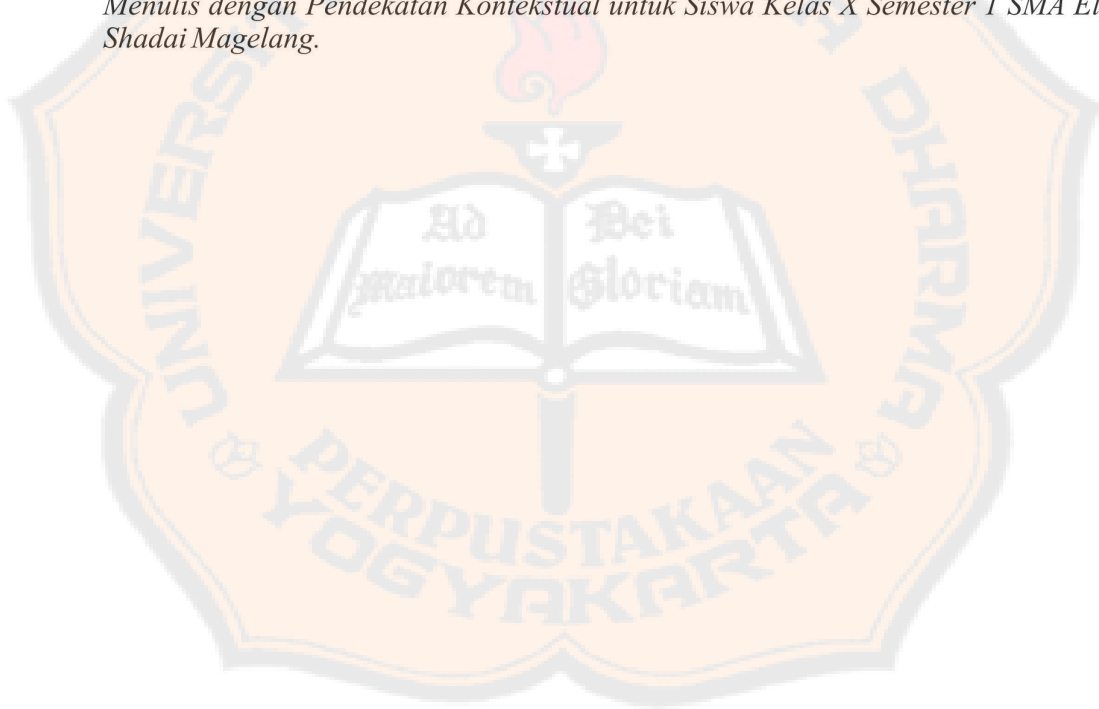 Menulis dengan Pendekatan Kontekstual untuk Siswa Kelas X Semester 1 SMA El
Shadai Magelang.
Ad Dei
Maiorem Gloriam
DHARMA
PERPUSTAKAAN
YOGYAKARTA